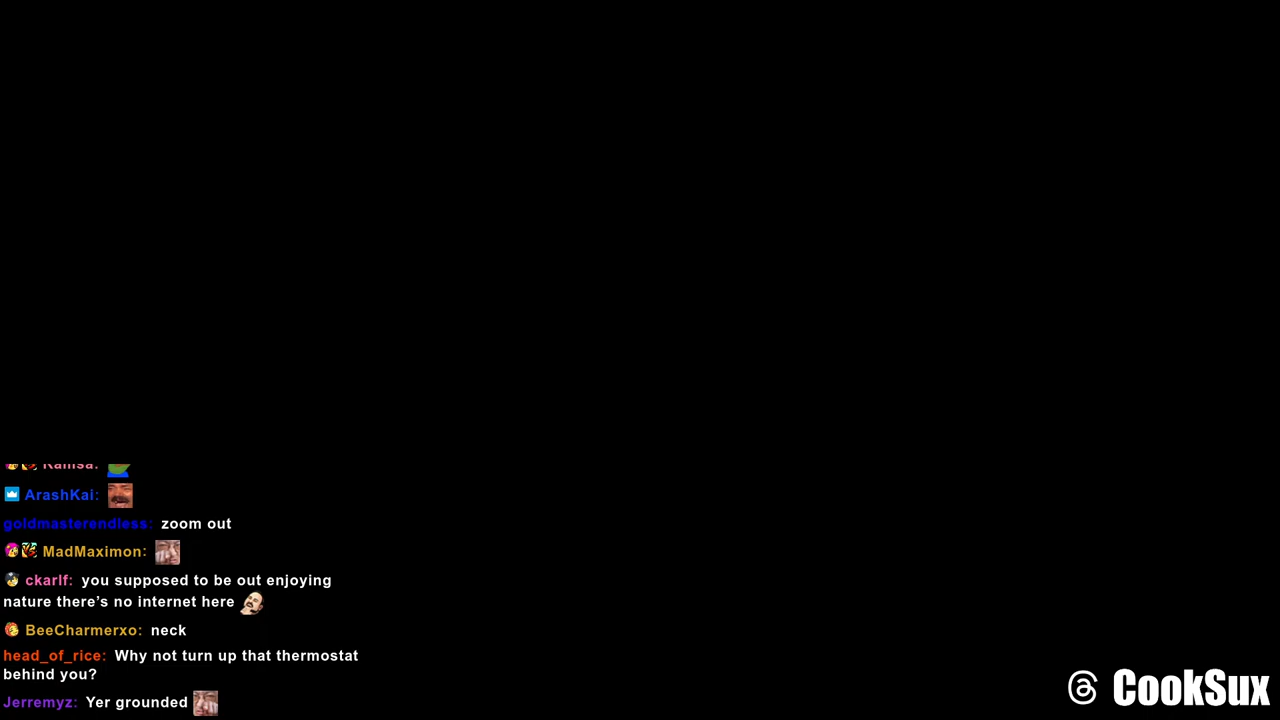 Kamsa:
ArashKai:
goldmasterendless: zoom out
MadMaximon:
ckarlf: you supposed to be out enjoying
nature there's no internet here
BeeCharmerxo: neck
head_of_rice: Why not turn up that thermostat
behind you?
Jerremyz: Yer grounded
CookSux